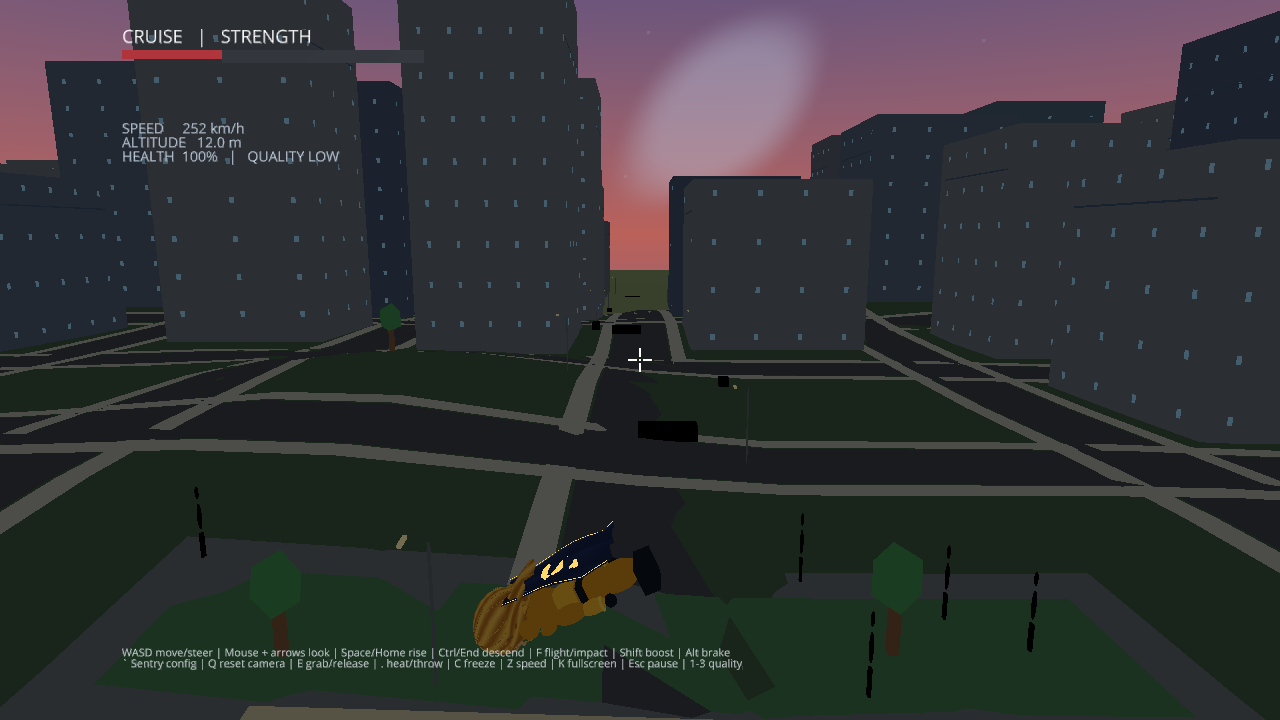 CRUISE | STRENGTH
SPEED 252 km/h
ALTITUDE 12.0 m
HEALTH 100% | QUALITY LOW
WASD move/steer | Mouse + arrows look | Space/Home rise | Ctrl/End descend | F flight/impact | Shift boost | Alt brake
` Sentry config | Q reset camera | E grab/release | . heat/throw | C freeze | Z speed | K fullscreen | Esc pause | 1-3 quality